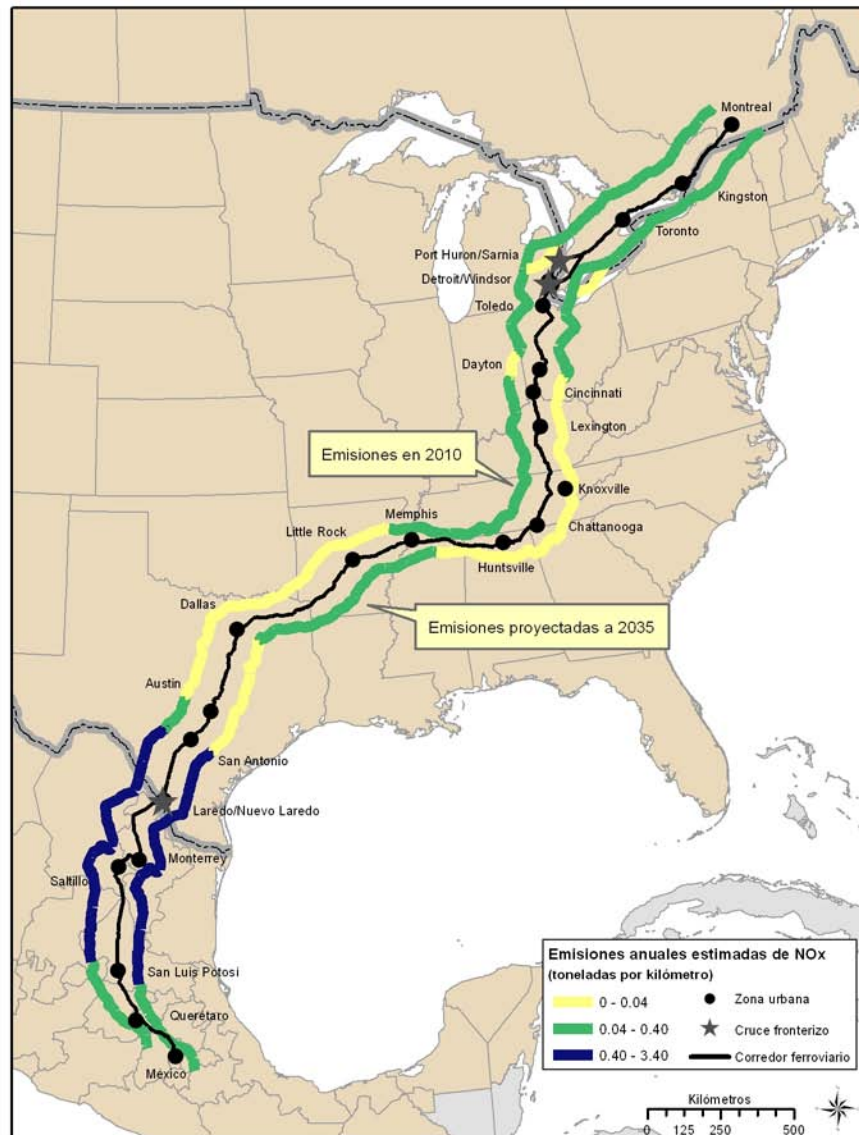 Montreal
Kingston
Toronto
Port Huron/Sarnia
Detroit/Windsor
Toledo
Dayton
Cincinnati
Lexington
Emisiones en 2010
Knoxville
Memphis
Chattanooga
Little Rock
Huntsville
Dallas
Emisiones proyectadas a 2035
Austin
San Antonio
Laredo/Nuevo Laredo
Monterrey
Saltillo
San Luis Potosí
Querétaro
México
Emisiones anuales estimadas de NOx
(toneladas por kilómetro)
0 - 0.04
Zona urbana
0.04 - 0.40
Cruce fronterizo
0.40 - 3.40
Corredor ferroviario
Kilómetros
0 125 250 500